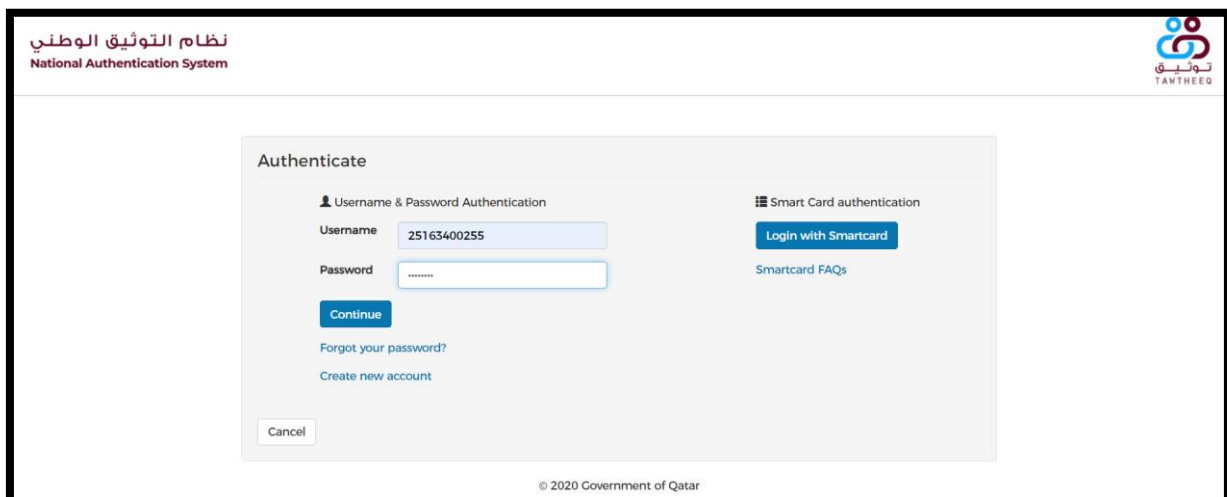 نظام التوثيق الوطني
National Authentication System
توثيق
TAWTHEEQ
Authenticate
Username & Password Authentication
Username 25163400255
Password ········
Continue
Forgot your password?
Create new account
Smart Card authentication
Login with Smartcard
Smartcard FAQs
Cancel
© 2020 Government of Qatar